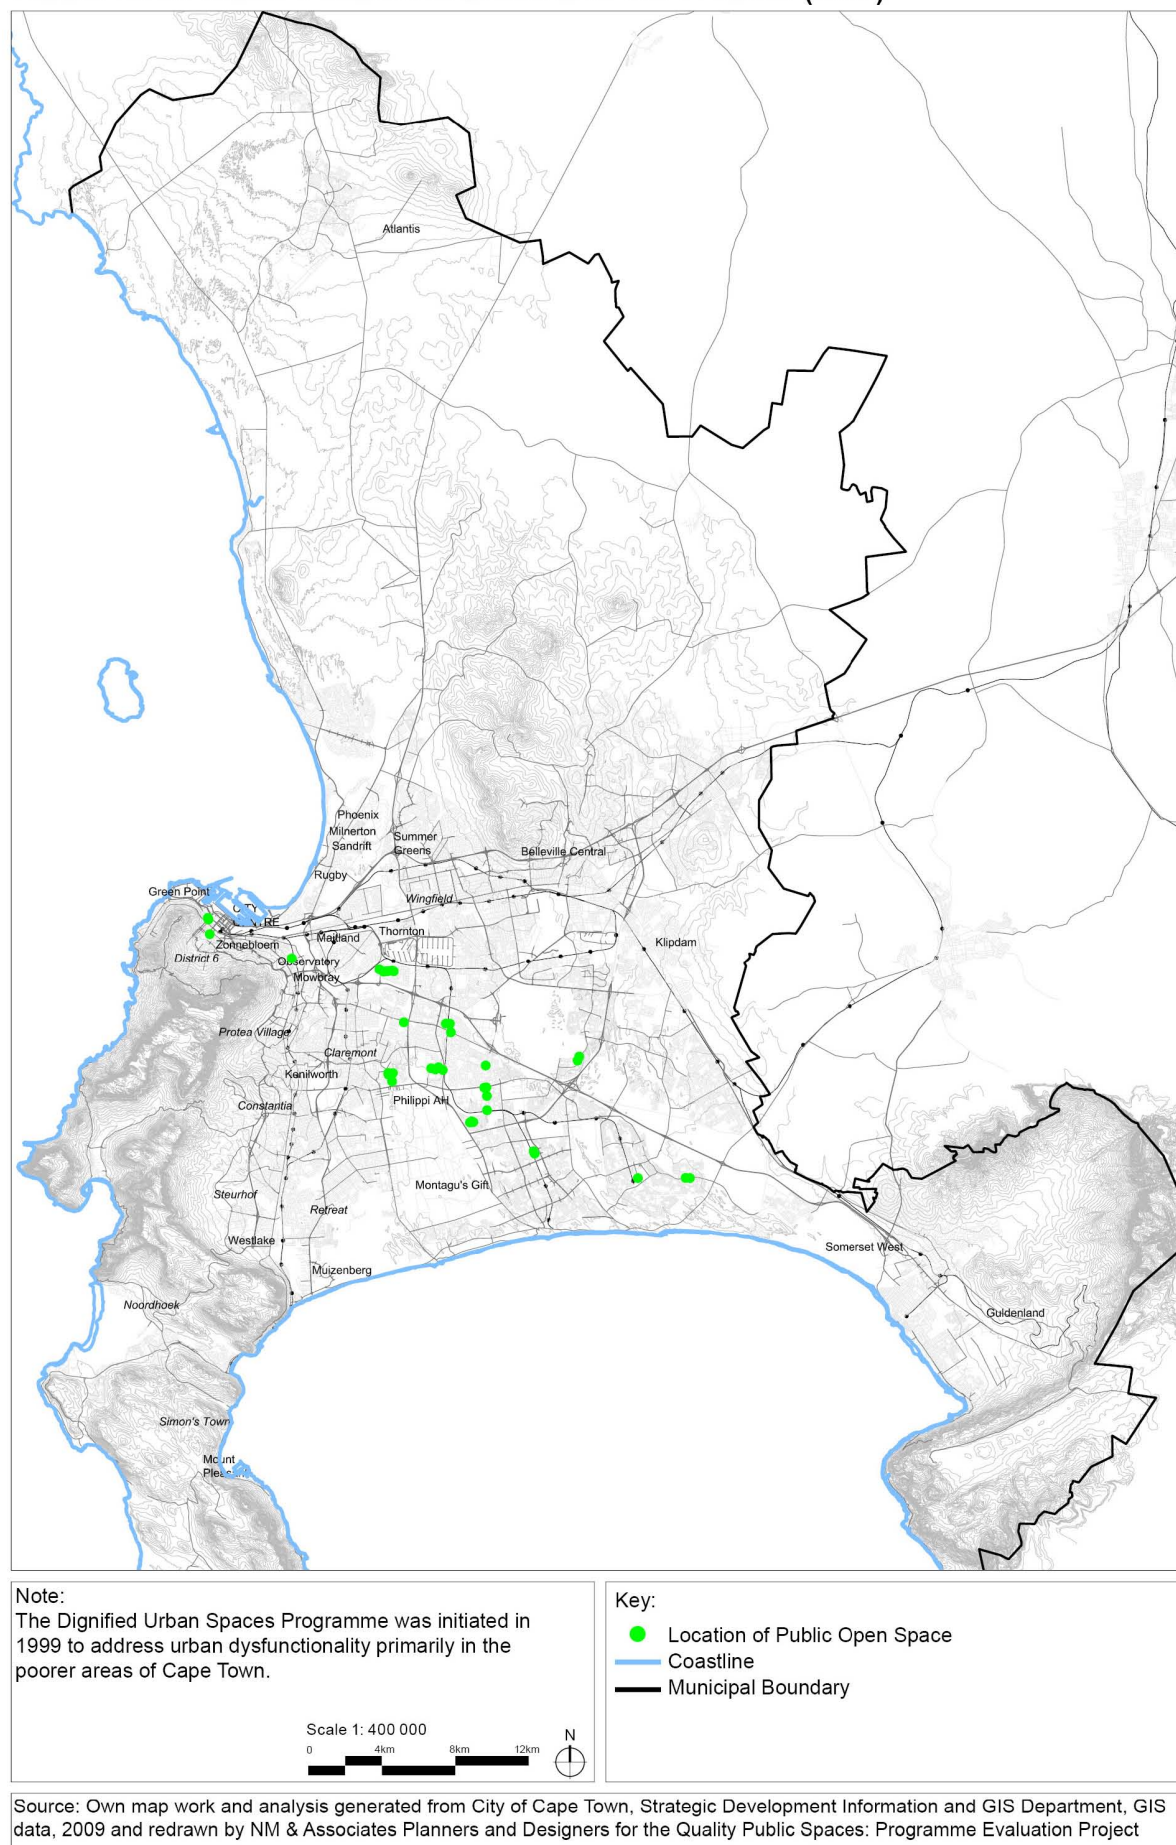 Atlantis
Phoenix
Milnerton
Sandrift
Summer
Greens
Belleville Central
Rugby
Green Point
Wingfield
CITY
CENTRE
Thornton
Maitland
Zonnebloem
Klipdam
District 6
Observatory
Mowbray
Protea Village
Claremont
Kenilworth
Constantia
Philippi AH
Montagu's Gift
Steurhof
Retreat
Westlake
Somerset West
Muizenberg
Noordhoek
Guldenland
Simon's Town
Mount
Pleasant
Note:
The Dignified Urban Spaces Programme was initiated in
1999 to address urban dysfunctionality primarily in the
poorer areas of Cape Town.
Scale 1: 400 000
0 4km 8km 12km
N
Key:
Location of Public Open Space
Coastline
Municipal Boundary
Source: Own map work and analysis generated from City of Cape Town, Strategic Development Information and GIS Department, GIS
data, 2009 and redrawn by NM & Associates Planners and Designers for the Quality Public Spaces: Programme Evaluation Project